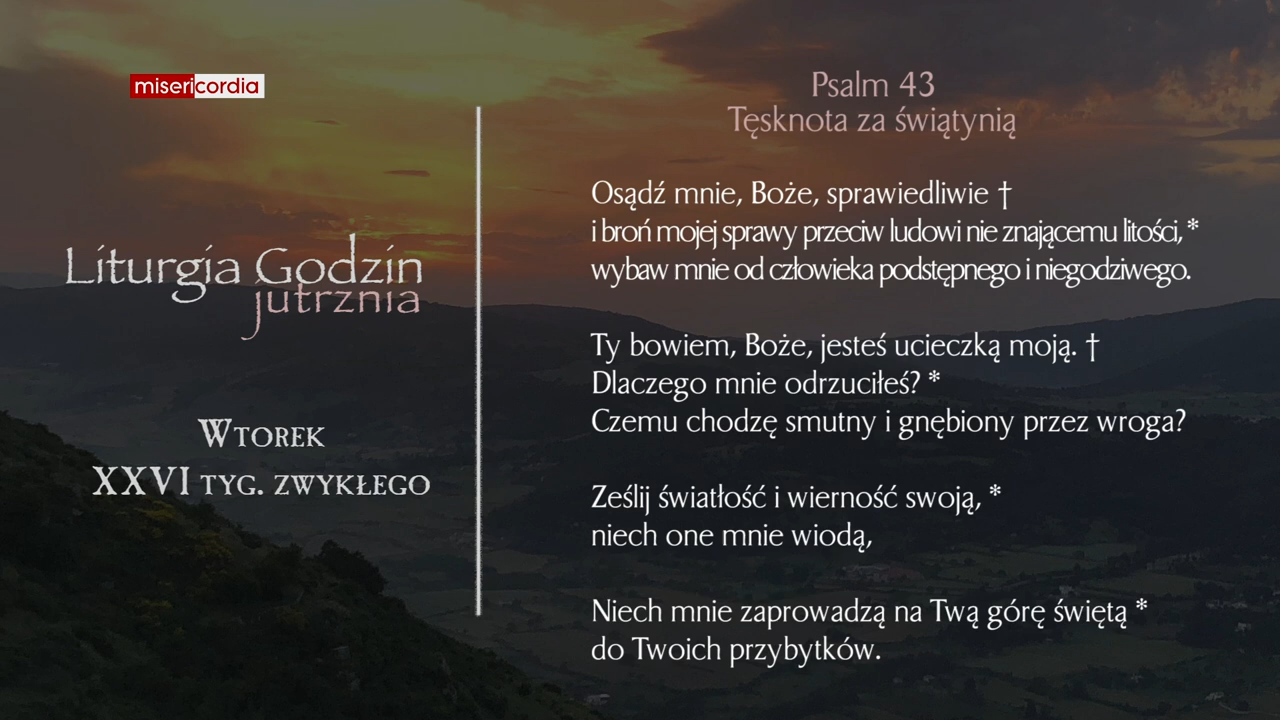 misericordia
Liturgia Godzin
jutrznia
Wtorek
XXVI tyg. zwykłego
Psalm 43
Tęsknota za świątynią
Osądź mnie, Boże, sprawiedliwie †
i broń mojej sprawy przeciw ludowi nie znającemu litości, *
wybaw mnie od człowieka podstępnego i niegodziwego.
Ty bowiem, Boże, jesteś ucieczką moją. †
Dlaczego mnie odrzuciłeś? *
Czemu chodzę smutny i gnębiony przez wroga?
Ześlij światłość i wierność swoją, *
niech one mnie wiodą,
Niech mnie zaprowadzą na Twą górę świętą *
do Twoich przybytków.